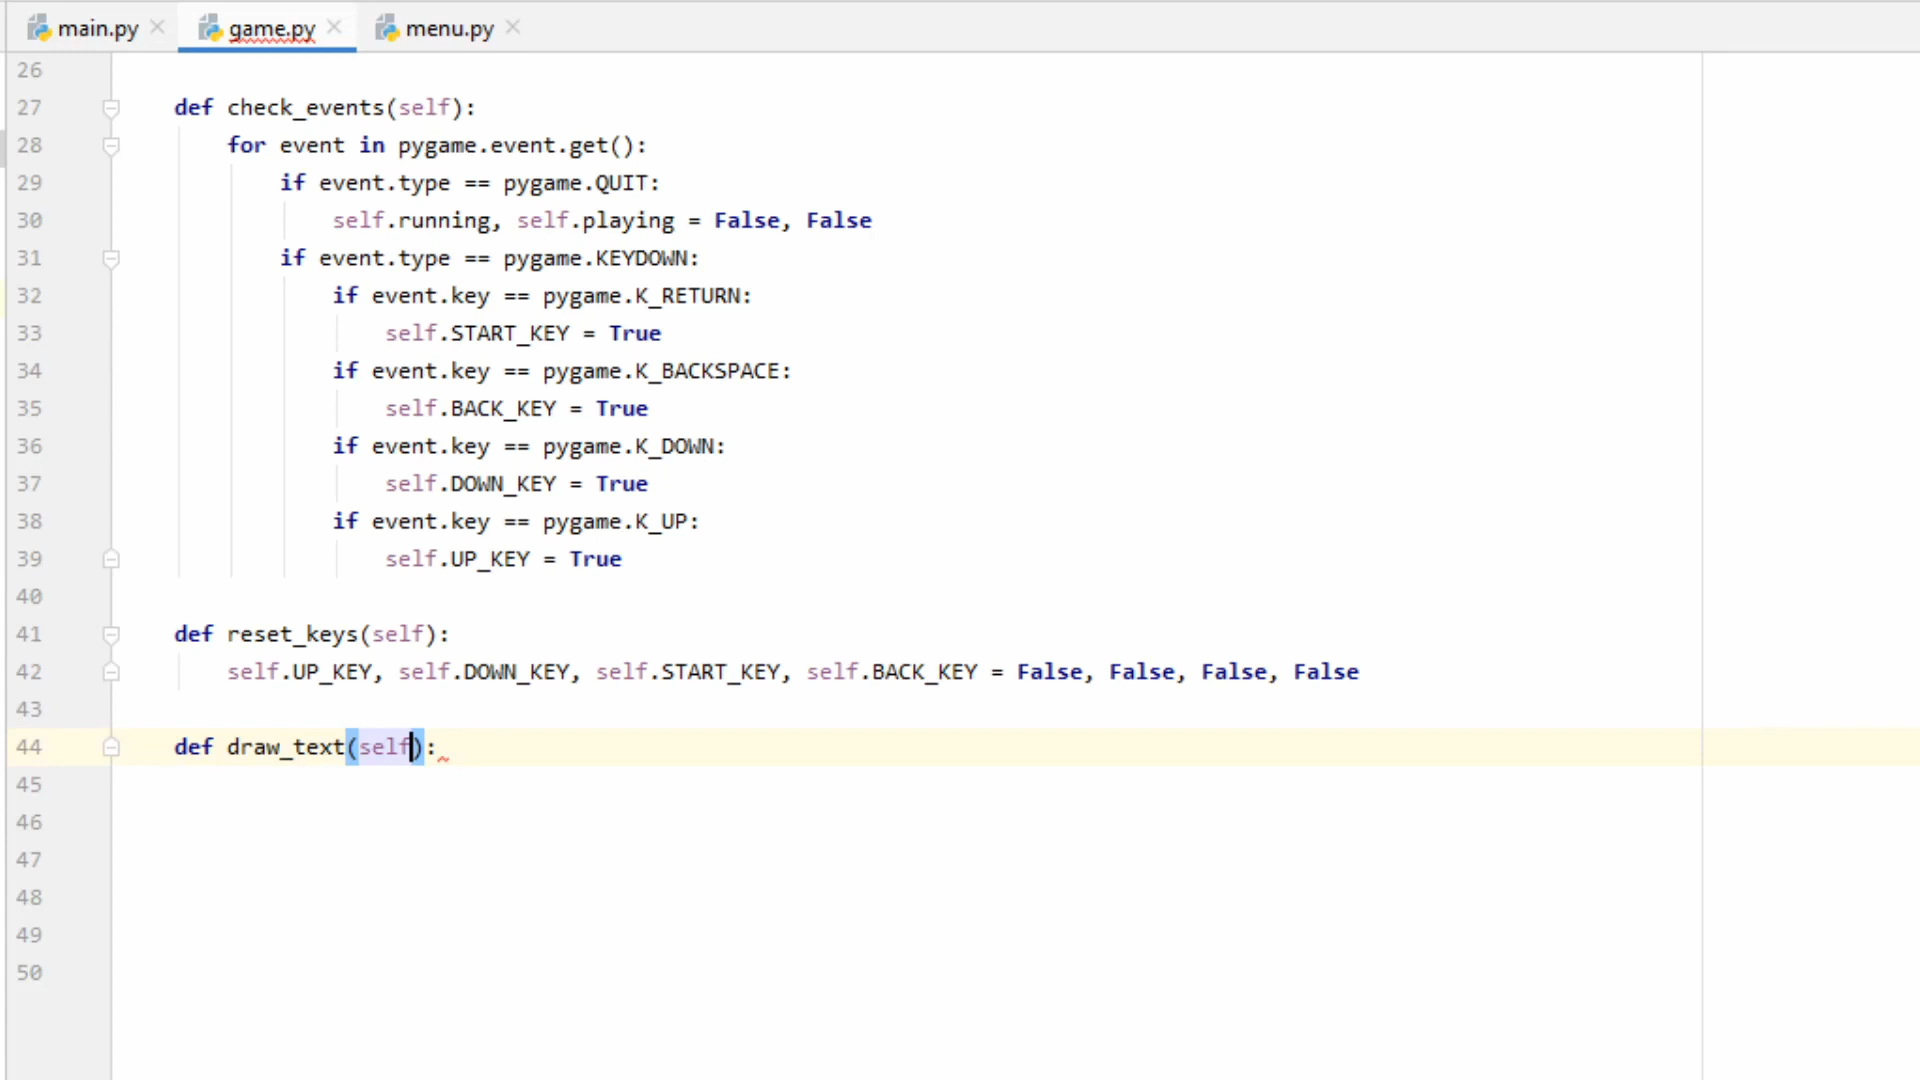 main.py game.py menu.py
26
27 def check_events(self):
28 for event in pygame.event.get():
29 if event.type == pygame.QUIT:
30 self.running, self.playing = False, False
31 if event.type == pygame.KEYDOWN:
32 if event.key == pygame.K_RETURN:
33 self.START_KEY = True
34 if event.key == pygame.K_BACKSPACE:
35 self.BACK_KEY = True
36 if event.key == pygame.K_DOWN:
37 self.DOWN_KEY = True
38 if event.key == pygame.K_UP:
39 self.UP_KEY = True
40
41 def reset_keys(self):
42 self.UP_KEY, self.DOWN_KEY, self.START_KEY, self.BACK_KEY = False, False, False, False
43
44 def draw_text(self):
45
46
47
48
49
50